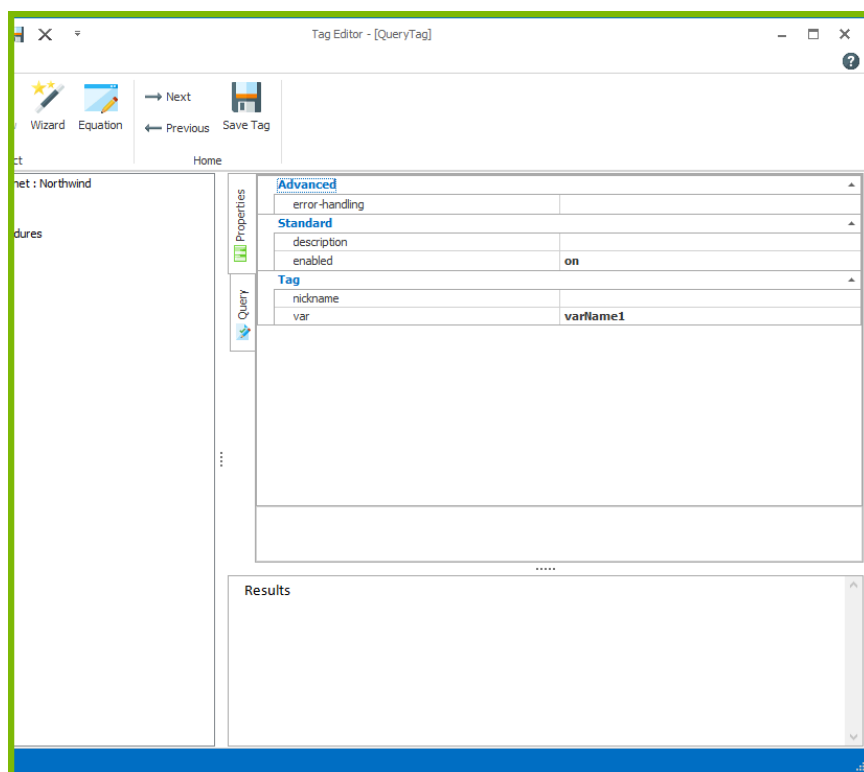 Tag Editor - [QueryTag]
?
Wizard
Equation
Next
Previous
Save Tag
ct
Home
net : Northwind
dures
Properties
Query
Advanced
error-handling
Standard
description
enabled on
Tag
nickname
var varName1
Results